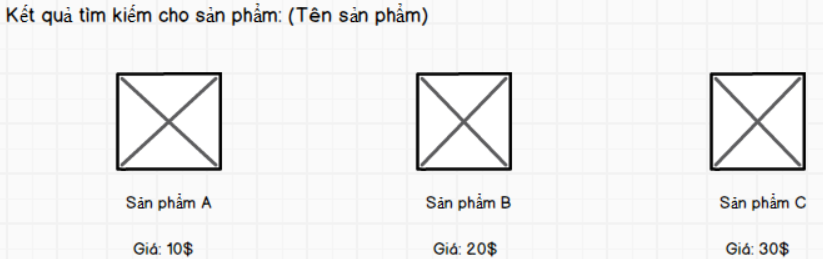 Kết quả tìm kiếm cho sản phẩm: (Tên sản phẩm)
Sản phẩm A
Sản phẩm B
Sản phẩm C
Giá: 10$
Giá: 20$
Giá: 30$